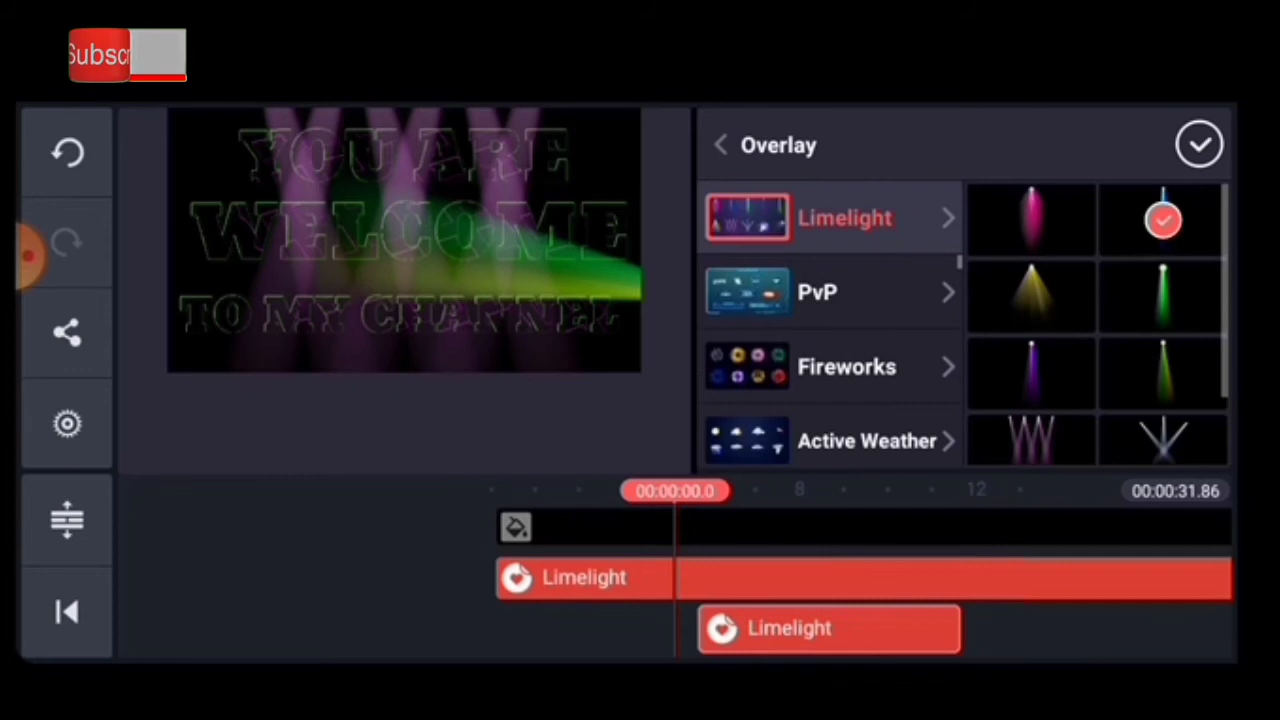 Subscr
YOU ARE
WELCOME
TO MY CHANNEL
Overlay
Limelight
PvP
Fireworks
Active Weather
00:00:00.0
8
12
00:00:31.86
Limelight
Limelight